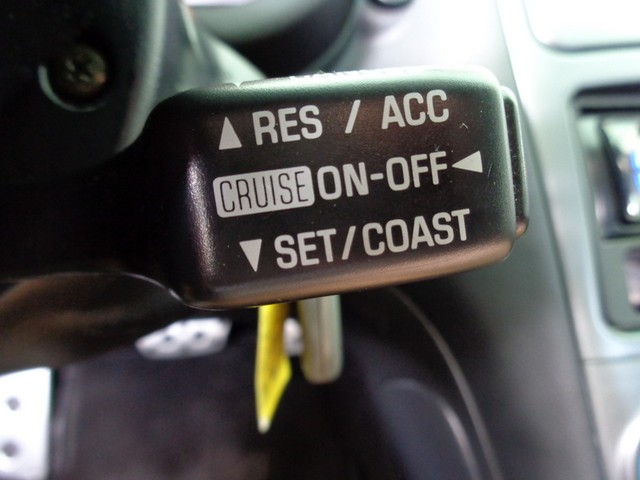 ▲ RES / ACC
CRUISE ON-OFF ◀
▼ SET/COAST